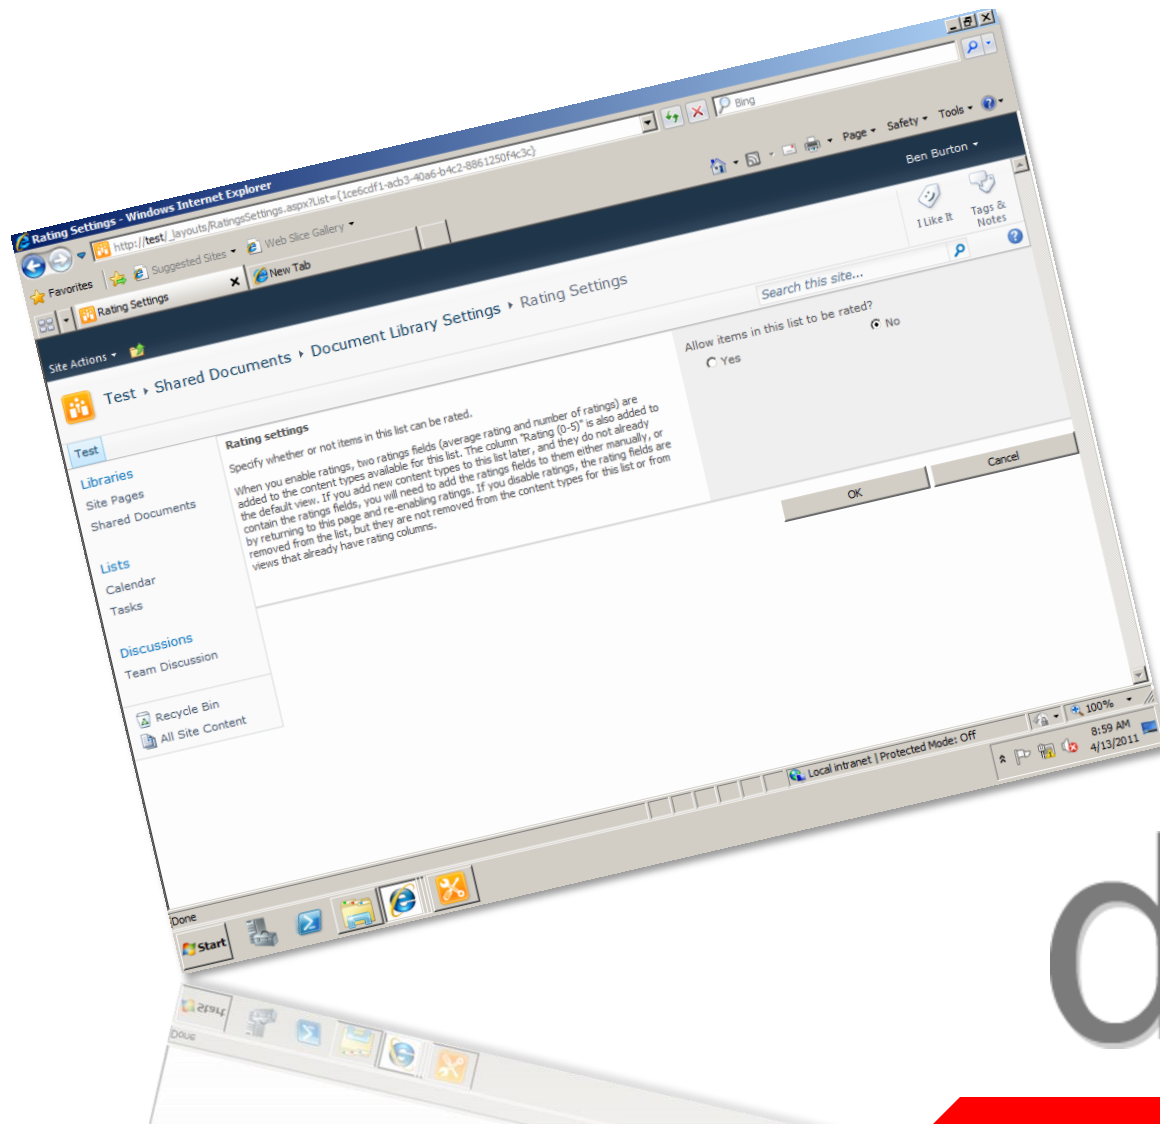 Rating Settings - Windows Internet Explorer
http://test/_layouts/RatingsSettings.aspx?List={1ce6cdf1-acb3-40a6-b4c2-8861250f4c3c}
Bing
Favorites
Suggested Sites
Web Slice Gallery
Rating Settings
New Tab
Page
Safety
Tools
Site Actions
Ben Burton
Test
Shared Documents
Document Library Settings
Rating Settings
I Like It
Tags &
Notes
Search this site...
Test
Libraries
Site Pages
Shared Documents
Lists
Calendar
Tasks
Discussions
Team Discussion
Recycle Bin
All Site Content
Rating settings
Specify whether or not items in this list can be rated.
When you enable ratings, two ratings fields (average rating and number of ratings) are
added to the content types available for this list. The column "Rating (0-5)" is also added to
the default view. If you add new content types to this list later, and they do not already
contain the ratings fields, you will need to add the ratings fields to them either manually, or
by returning to this page and re-enabling ratings. If you disable ratings, the rating fields are
removed from the list, but they are not removed from the content types for this list or from
views that already have rating columns.
Allow items in this list to be rated?
Yes
No
OK
Cancel
Done
Local intranet | Protected Mode: Off
100%
Start
8:59 AM
4/13/2011
d
Start
Done